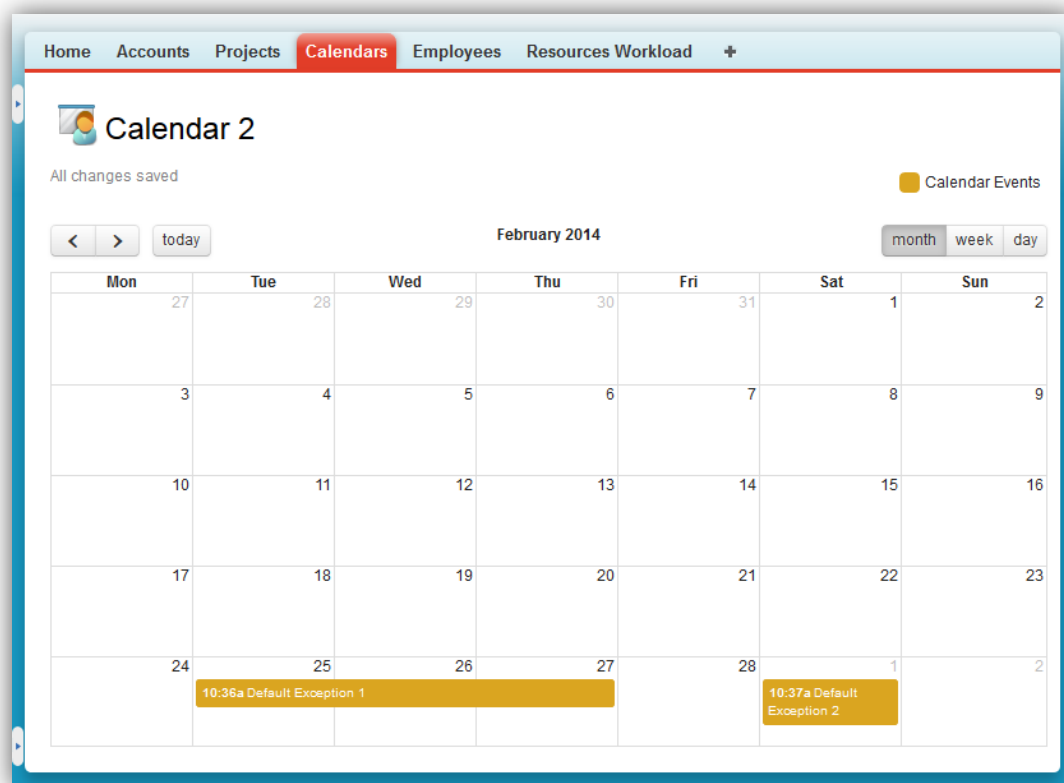 Home Accounts Projects Calendars Employees Resources Workload +
Calendar 2
All changes saved
Calendar Events
< > today February 2014 month week day
Mon Tue Wed Thu Fri Sat Sun
27 28 29 30 31 1 2
3 4 5 6 7 8 9
10 11 12 13 14 15 16
17 18 19 20 21 22 23
24 25 26 27 28 1 2
10:36a Default Exception 1
10:37a Default
Exception 2